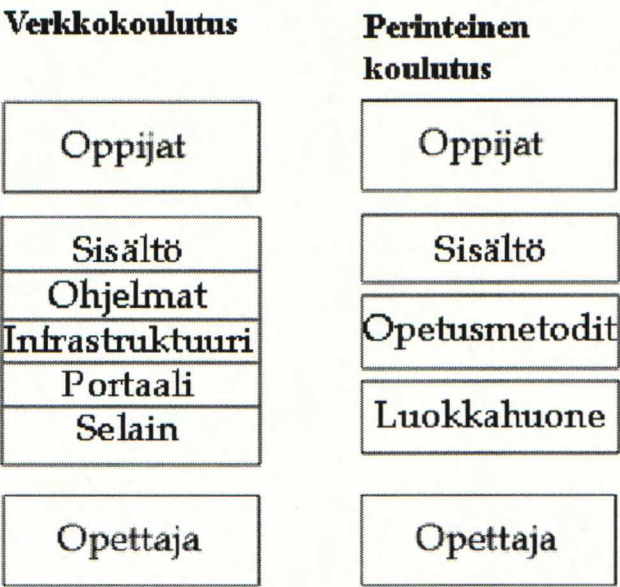 Verkkokoulutus
Oppijat
Sisältö
Ohjelmat
Infrastruktuuri
Portaali
Selain
Opettaja
Perinteinen
koulutus
Oppijat
Sisältö
Opetusmetodit
Luokkahuone
Opettaja